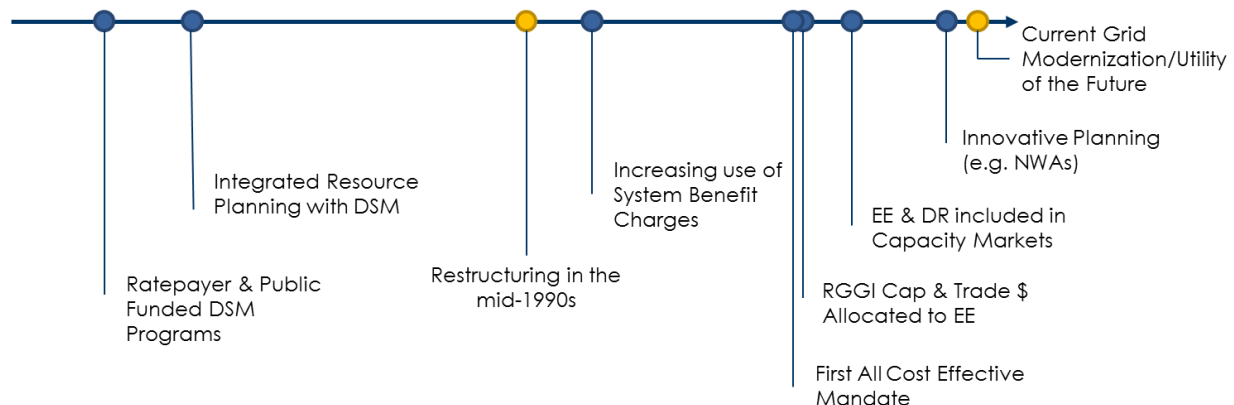 Ratepayer & Public
Funded DSM
Programs
Integrated Resource
Planning with DSM
Restructuring in the
mid-1990s
Increasing use of
System Benefit
Charges
First All Cost Effective
Mandate
RGGI Cap & Trade $
Allocated to EE
EE & DR included in
Capacity Markets
Innovative Planning
(e.g. NWAs)
Current Grid
Modernization/Utility
of the Future